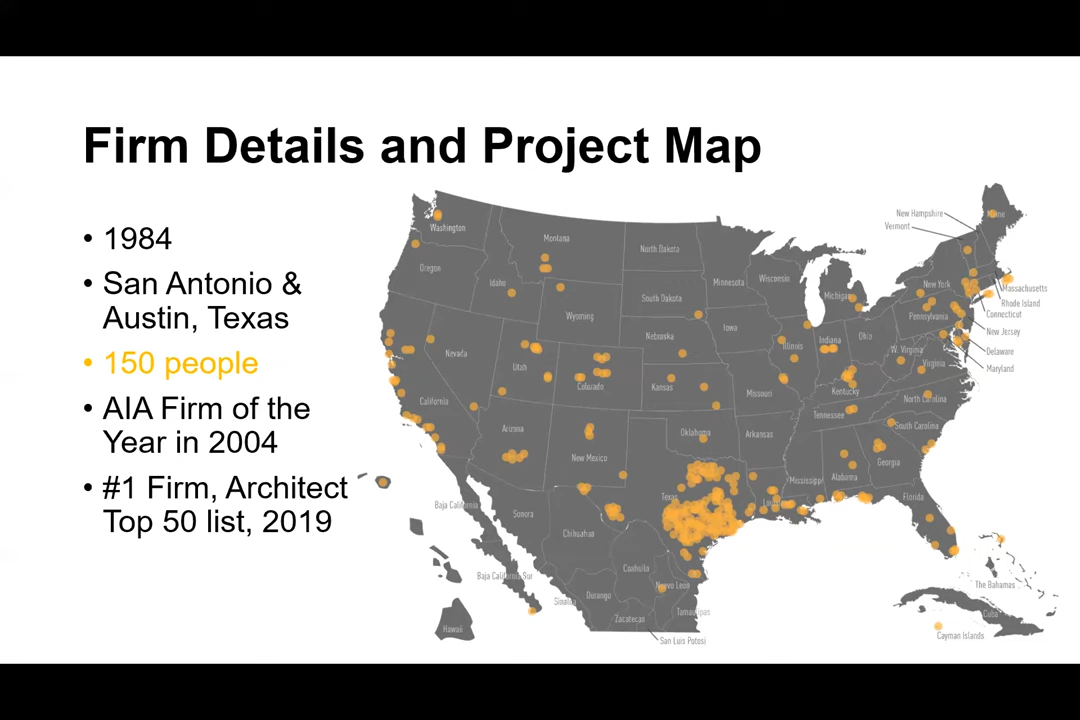 Firm Details and Project Map
• 1984
• San Antonio &
Austin, Texas
• 150 people
• AIA Firm of the
Year in 2004
• #1 Firm, Architect
Top 50 list, 2019
New Hampshire
Vermont
Maine
Washington
Montana
North Dakota
Minnesota
Oregon
Idaho
Wisconsin
Michigan
New York
Massachusetts
Rhode Island
Connecticut
South Dakota
Wyoming
Iowa
Nebraska
Illinois
Indiana
Ohio
Pennsylvania
New Jersey
Nevada
Utah
Colorado
Kansas
Missouri
W. Virginia
Virginia
Delaware
Maryland
Kentucky
California
Arizona
New Mexico
Oklahoma
Arkansas
Tennessee
North Carolina
South Carolina
Georgia
Mississippi
Alabama
Texas
Florida
Baja California
Sonora
Chihuahua
Coahuila
Baja California Sur
Nuevo Leon
Sinaloa
Durango
Zacatecas
Tamaulipas
San Luis Potosi
Hawaii
The Bahamas
Cuba
Cayman Islands